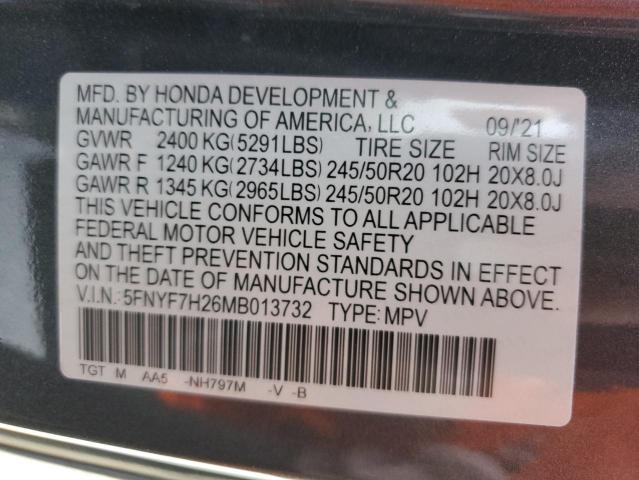 MFD. BY HONDA DEVELOPMENT &
MANUFACTURING OF AMERICA, LLC 09/'21
GVWR 2400 KG(5291LBS) TIRE SIZE RIM SIZE
GAWR F 1240 KG(2734LBS) 245/50R20 102H 20X8.0J
GAWR R 1345 KG(2965LBS) 245/50R20 102H 20X8.0J
THIS VEHICLE CONFORMS TO ALL APPLICABLE
FEDERAL MOTOR VEHICLE SAFETY
AND THEFT PREVENTION STANDARDS IN EFFECT
ON THE DATE OF MANUFACTURE SHOWN ABOVE.
V.I.N.:5FNYF7H26MB013732 TYPE:MPV
TGT M AA5 -NH797M -V -B